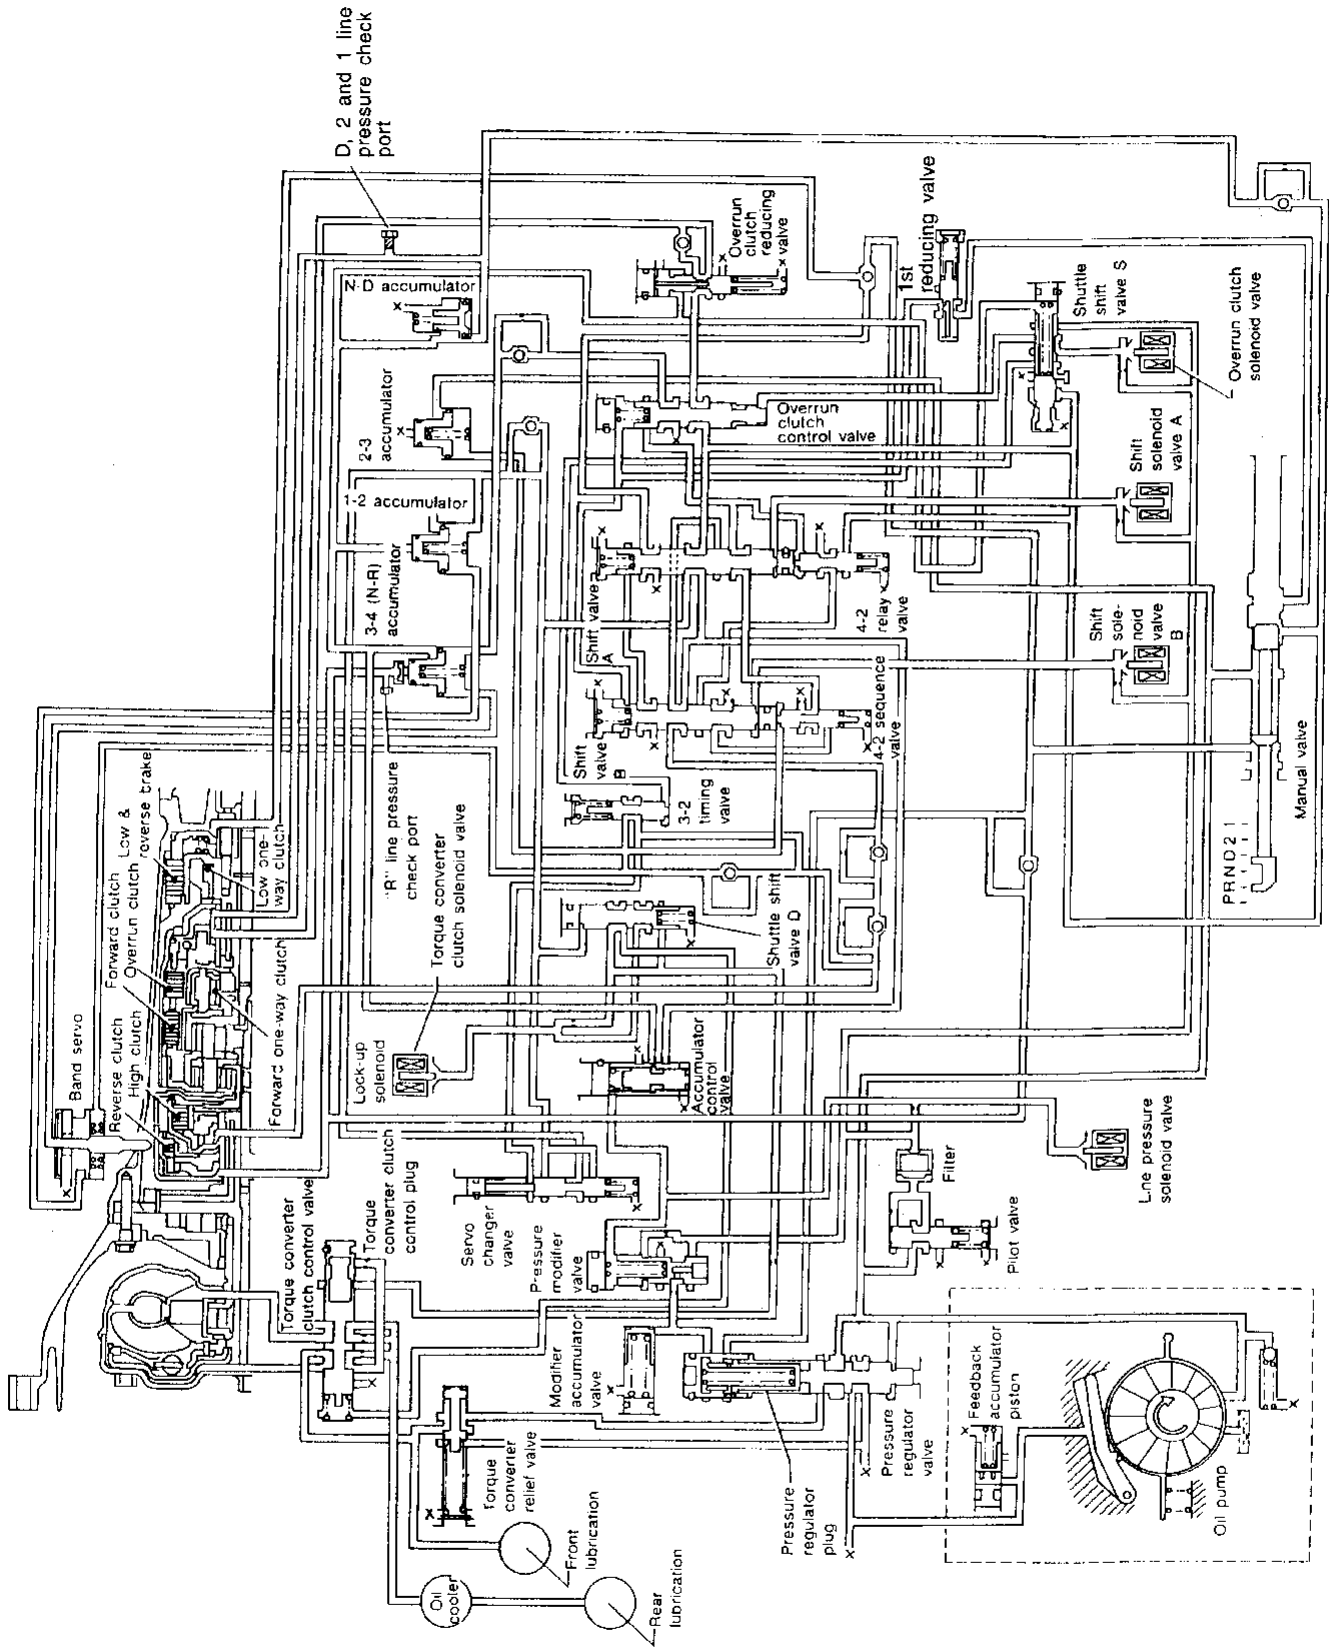 D, 2 and 1 line
pressure check
port
N-D accumulator
2-3
accumulator
1-2 accumulator
3-4 (N-R)
accumulator
"R" line pressure
check port
Torque converter
clutch solenoid valve
Lock-up
solenoid
Band servo
Reverse clutch
High clutch
Forward clutch
Overrun clutch
Low &
reverse brake
Low one-
way clutch
Forward one-way clutch
Torque converter
clutch control valve
Torque
converter clutch
control plug
Overrun
clutch
reducing
valve
Overrun
clutch
control valve
Shift valve
A
4-2
relay
valve
Shift
valve
B
4-2 sequence
valve
3-2
timing
valve
Shuttle shift
valve D
Accumulator
control
valve
Servo
changer
valve
Pressure
modifier
valve
Modifier
accumulator
valve
Torque
converter
relief valve
Front
lubrication
Oil
cooler
Rear
lubrication
Pressure
regulator
plug
Pressure
regulator
valve
1st
reducing valve
Shuttle
shift
valve S
Overrun clutch
solenoid valve
Shift
solenoid
valve A
Shift
sole-
noid
valve
B
Manual valve
PRND21
Filter
Pilot valve
Line pressure
solenoid valve
Feedback
accumulator
piston
Oil pump